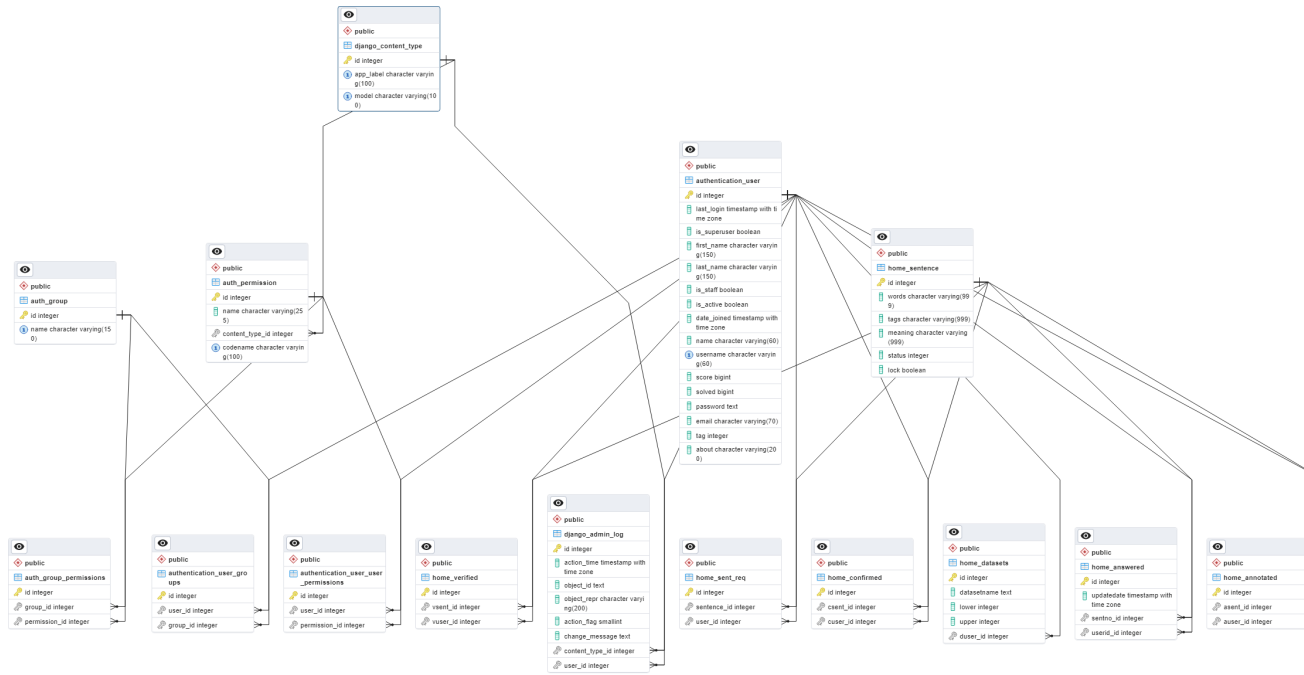 public
django_content_type
id integer
app_label character varyin
g(100)
model character varying(10
0)
public
authentication_user
id integer
last_login timestamp with ti
me zone
is_superuser boolean
first_name character varyin
g(150)
last_name character varying
(150)
is_staff boolean
is_active boolean
date_joined timestamp with
time zone
name character varying(60)
username character varyin
g(60)
score bigint
solved bigint
password text
email character varying(70)
tag integer
about character varying(20
0)
public
home_sentence
id integer
words character varying(99
9)
tags character varying(999)
meaning character varying
(999)
status integer
lock boolean
public
auth_permission
id integer
name character varying(25
5)
content_type_id integer
codename character varyin
g(100)
public
auth_group
id integer
name character varying(15
0)
public
auth_group_permissions
id integer
group_id integer
permission_id integer
public
authentication_user_gro
ups
id integer
user_id integer
group_id integer
public
authentication_user_user
_permissions
id integer
user_id integer
permission_id integer
public
home_verified
id integer
vsent_id integer
vuser_id integer
public
django_admin_log
id integer
action_time timestamp with
time zone
object_id text
object_repr character varyi
ng(200)
action_flag smallint
change_message text
content_type_id integer
user_id integer
public
home_sent_req
id integer
sentence_id integer
user_id integer
public
home_confirmed
id integer
csent_id integer
cuser_id integer
public
home_datasets
id integer
datasetname text
lower integer
upper integer
duser_id integer
public
home_answered
id integer
updatedate timestamp with
time zone
sentno_id integer
userid_id integer
public
home_annotated
id integer
asent_id integer
auser_id integer